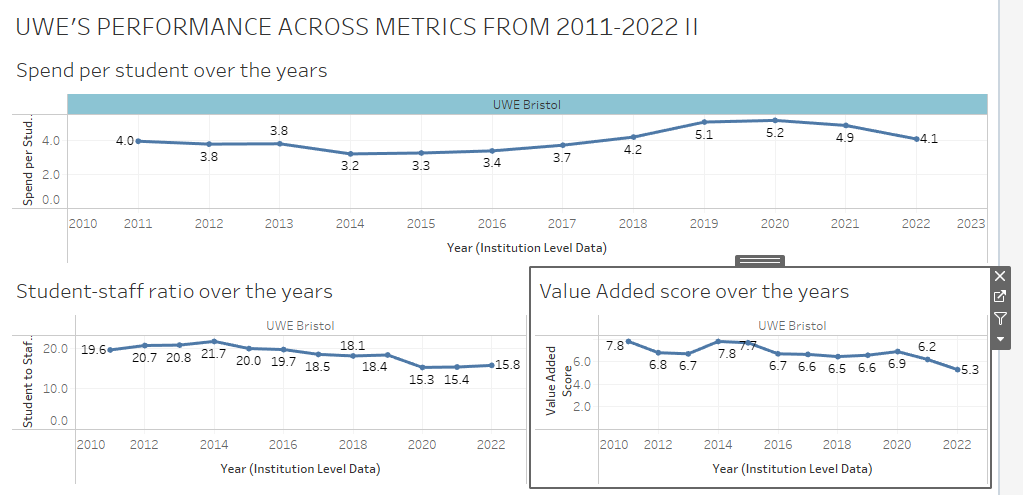 UWE'S PERFORMANCE ACROSS METRICS FROM 2011-2022 II
Spend per student over the years
UWE Bristol
Spend per Stud..
4.0
2.0
0.0
4.0
3.8
3.8
3.2
3.3
3.4
3.7
4.2
5.1
5.2
4.9
4.1
2010 2011 2012 2013 2014 2015 2016 2017 2018 2019 2020 2021 2022 2023
Year (Institution Level Data)
Student-staff ratio over the years
UWE Bristol
Student to Staf..
20.0
10.0
0.0
19.6
20.7
20.8
21.7
20.0
19.7
18.5
18.1
18.4
15.3
15.4
15.8
2010 2012 2014 2016 2018 2020 2022
Year (Institution Level Data)
Value Added score over the years
UWE Bristol
Value Added
Score
6.0
4.0
2.0
7.8
6.8
6.7
7.8
7.7
6.7
6.6
6.5
6.6
6.9
6.2
5.3
2010 2012 2014 2016 2018 2020 2022
Year (Institution Level Data)